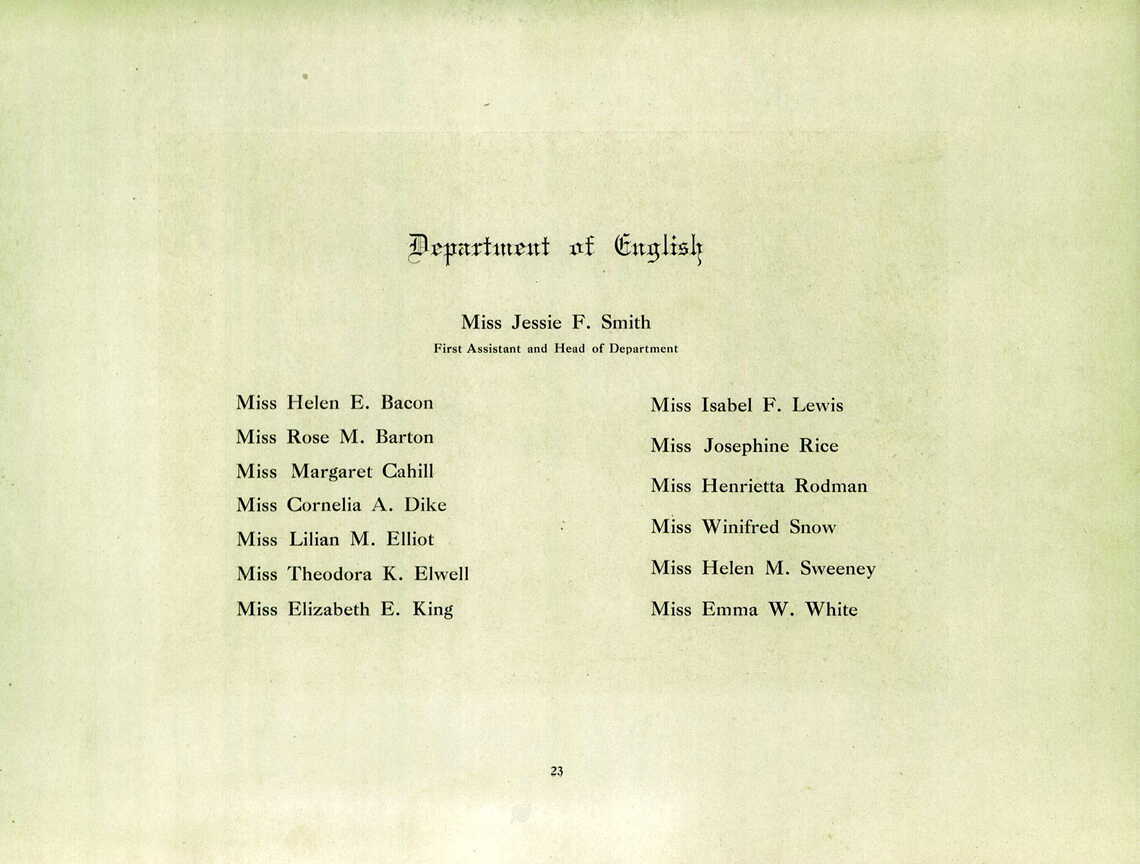 Department of English
Miss Jessie F. Smith
First Assistant and Head of Department
Miss Helen E. Bacon
Miss Rose M. Barton
Miss Margaret Cahill
Miss Cornelia A. Dike
Miss Lilian M. Elliot
Miss Theodora K. Elwell
Miss Elizabeth E. King
Miss Isabel F. Lewis
Miss Josephine Rice
Miss Henrietta Rodman
Miss Winifred Snow
Miss Helen M. Sweeney
Miss Emma W. White
23